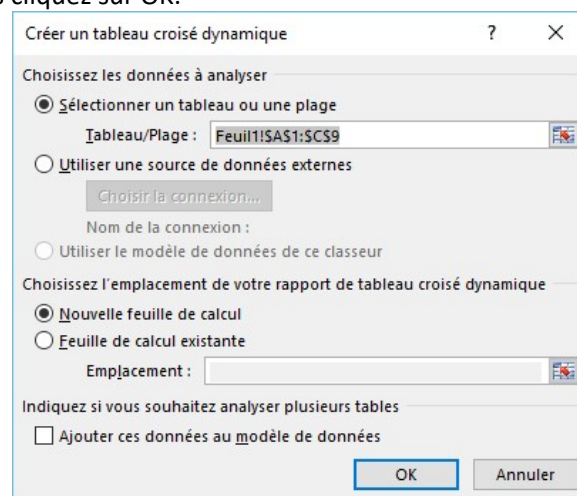 cliquez sur OK.
Créer un tableau croisé dynamique ? ×
Choisissez les données à analyser
Sélectionner un tableau ou une plage
Tableau/Plage : Feuil1!$A$1:$C$9
Utiliser une source de données externes
Choisir la connexion...
Nom de la connexion :
Utiliser le modèle de données de ce classeur
Choisissez l'emplacement de votre rapport de tableau croisé dynamique
Nouvelle feuille de calcul
Feuille de calcul existante
Emplacement :
Indiquez si vous souhaitez analyser plusieurs tables
Ajouter ces données au modèle de données
OK Annuler